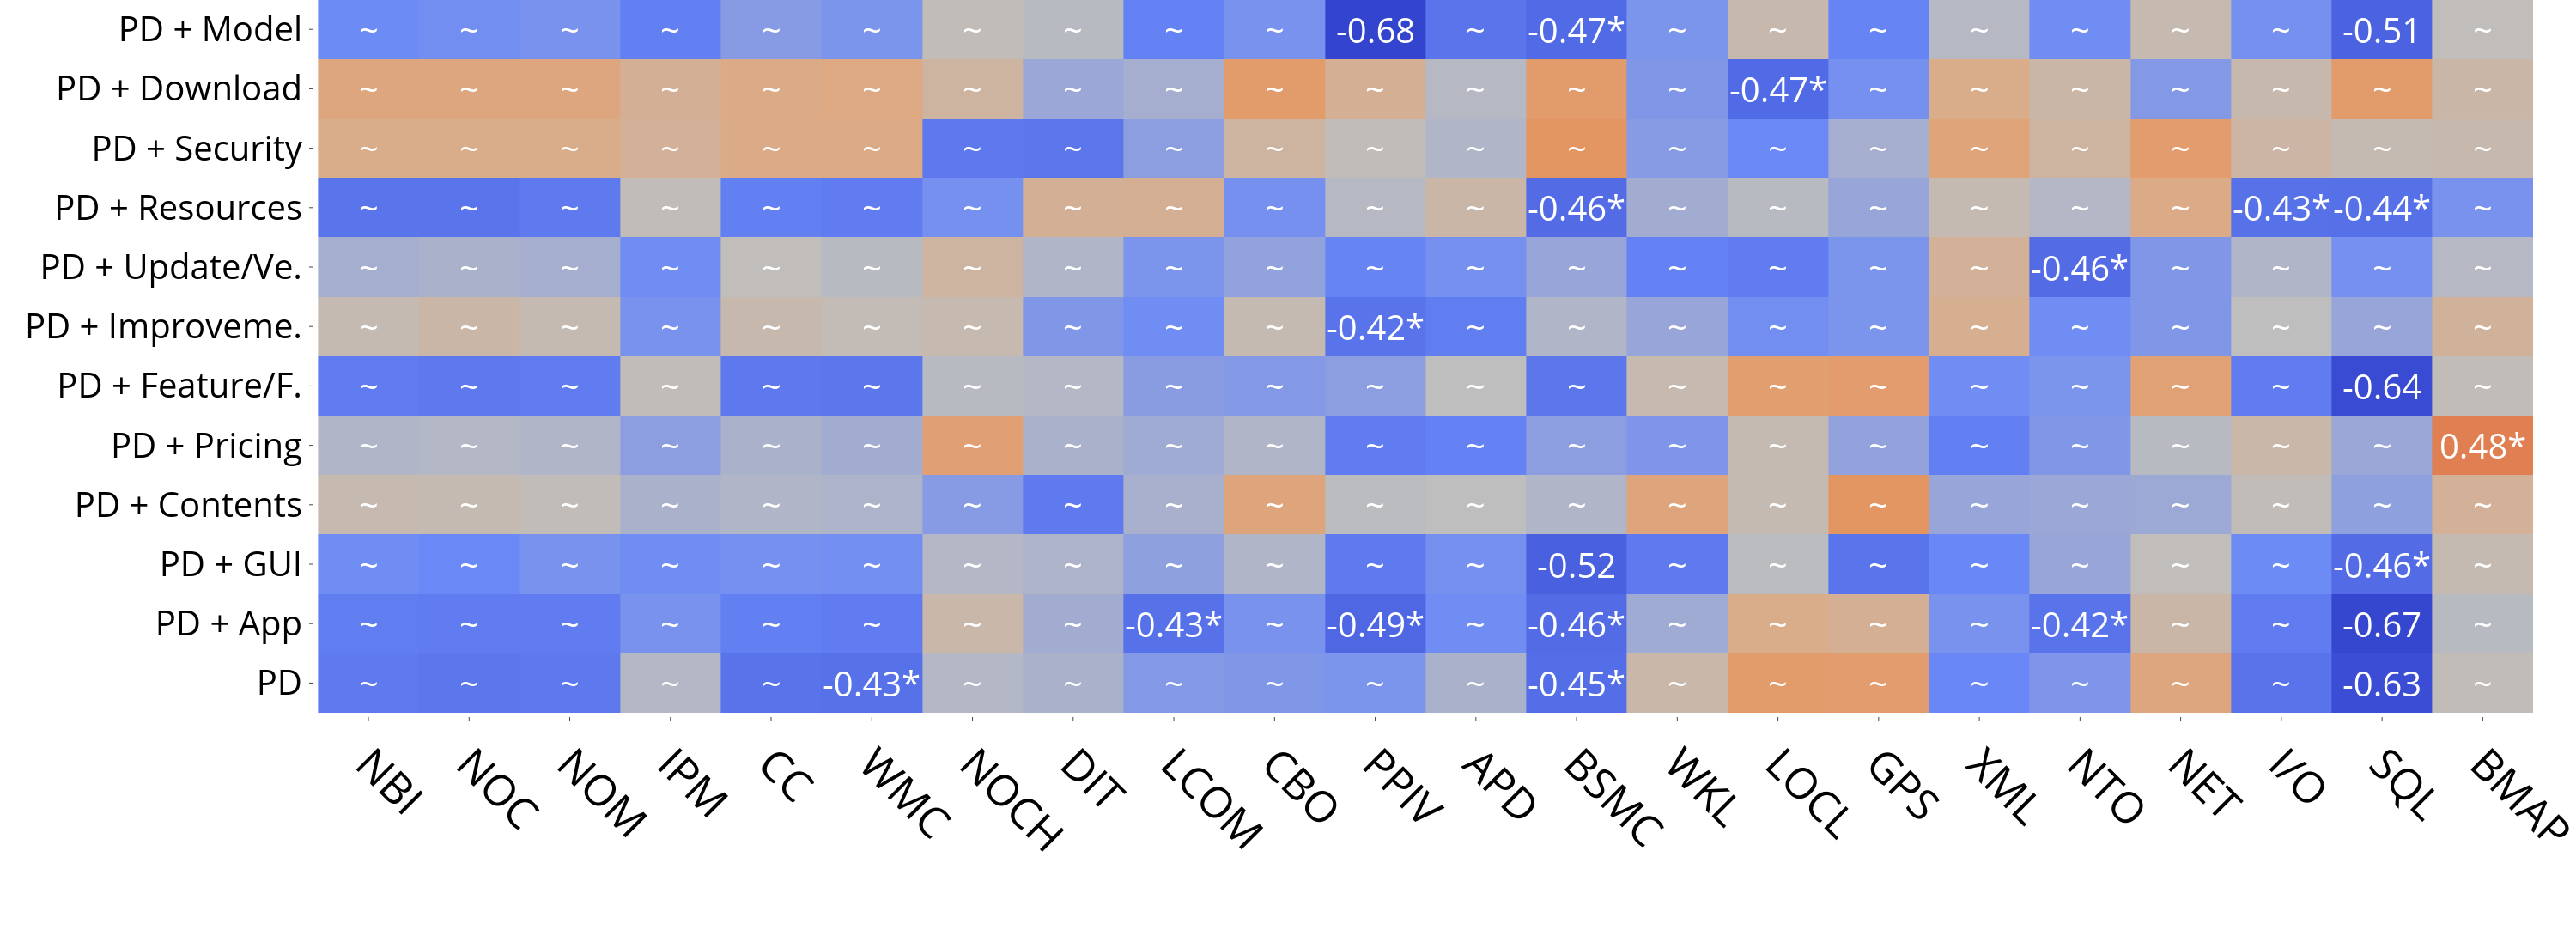 PD + Model ~ ~ ~ ~ ~ ~ ~ ~ ~ ~ -0.68 ~ -0.47* ~ ~ ~ ~ ~ ~ ~ -0.51 ~
PD + Download ~ ~ ~ ~ ~ ~ ~ ~ ~ ~ ~ ~ ~ ~ -0.47* ~ ~ ~ ~ ~ ~ ~
PD + Security ~ ~ ~ ~ ~ ~ ~ ~ ~ ~ ~ ~ ~ ~ ~ ~ ~ ~ ~ ~ ~ ~
PD + Resources ~ ~ ~ ~ ~ ~ ~ ~ ~ ~ ~ ~ -0.46* ~ ~ ~ ~ ~ ~ -0.43* -0.44* ~
PD + Update/Ve. ~ ~ ~ ~ ~ ~ ~ ~ ~ ~ ~ ~ ~ ~ ~ ~ ~ -0.46* ~ ~ ~ ~
PD + Improveme. ~ ~ ~ ~ ~ ~ ~ ~ ~ ~ -0.42* ~ ~ ~ ~ ~ ~ ~ ~ ~ ~ ~
PD + Feature/F. ~ ~ ~ ~ ~ ~ ~ ~ ~ ~ ~ ~ ~ ~ ~ ~ ~ ~ ~ ~ -0.64 ~
PD + Pricing ~ ~ ~ ~ ~ ~ ~ ~ ~ ~ ~ ~ ~ ~ ~ ~ ~ ~ ~ ~ ~ 0.48*
PD + Contents ~ ~ ~ ~ ~ ~ ~ ~ ~ ~ ~ ~ ~ ~ ~ ~ ~ ~ ~ ~ ~ ~
PD + GUI ~ ~ ~ ~ ~ ~ ~ ~ ~ ~ ~ ~ -0.52 ~ ~ ~ ~ ~ ~ ~ -0.46* ~
PD + App ~ ~ ~ ~ ~ ~ ~ ~ -0.43* ~ -0.49* ~ -0.46* ~ ~ ~ ~ -0.42* ~ ~ -0.67 ~
PD ~ ~ ~ ~ ~ -0.43* ~ ~ ~ ~ ~ ~ -0.45* ~ ~ ~ ~ ~ ~ ~ -0.63 ~
NBI NOC NOM IPM CC WMC NOCH DIT LCOM CBO PPIV APD BSMC WKL LOCL GPS XML NTO NET I/O SQL BMAP